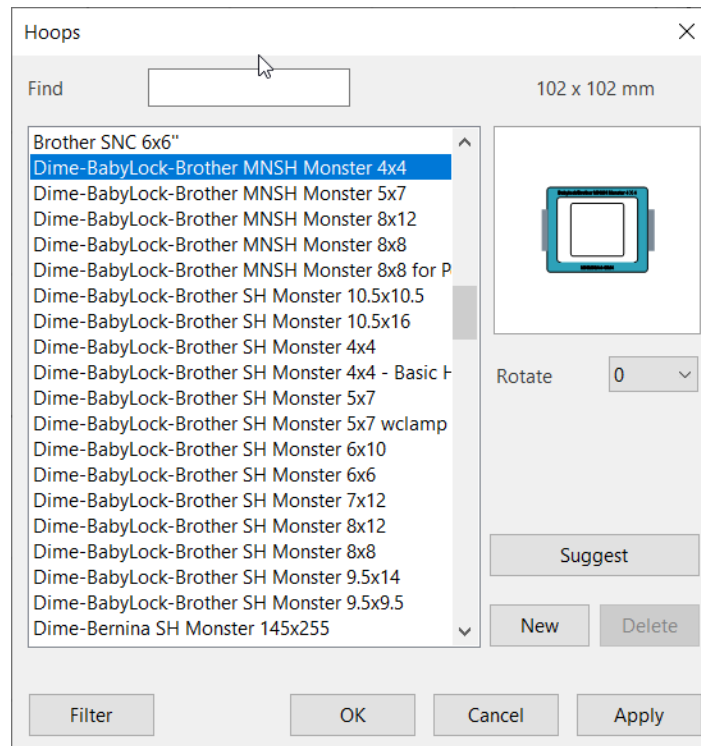 Hoops
Find
102 x 102 mm
Brother SNC 6x6"
Dime-BabyLock-Brother MNSH Monster 4x4
Dime-BabyLock-Brother MNSH Monster 5x7
Dime-BabyLock-Brother MNSH Monster 8x12
Dime-BabyLock-Brother MNSH Monster 8x8
Dime-BabyLock-Brother MNSH Monster 8x8 for P
Dime-BabyLock-Brother SH Monster 10.5x10.5
Dime-BabyLock-Brother SH Monster 10.5x16
Dime-BabyLock-Brother SH Monster 4x4
Dime-BabyLock-Brother SH Monster 4x4 - Basic H
Dime-BabyLock-Brother SH Monster 5x7
Dime-BabyLock-Brother SH Monster 5x7 wclamp
Dime-BabyLock-Brother SH Monster 6x10
Dime-BabyLock-Brother SH Monster 6x6
Dime-BabyLock-Brother SH Monster 7x12
Dime-BabyLock-Brother SH Monster 8x12
Dime-BabyLock-Brother SH Monster 8x8
Dime-BabyLock-Brother SH Monster 9.5x14
Dime-BabyLock-Brother SH Monster 9.5x9.5
Dime-Bernina SH Monster 145x255
Babylock/Brother MNSH Monster 4 X 4
Rotate
0
Suggest
New
Delete
Filter
OK
Cancel
Apply